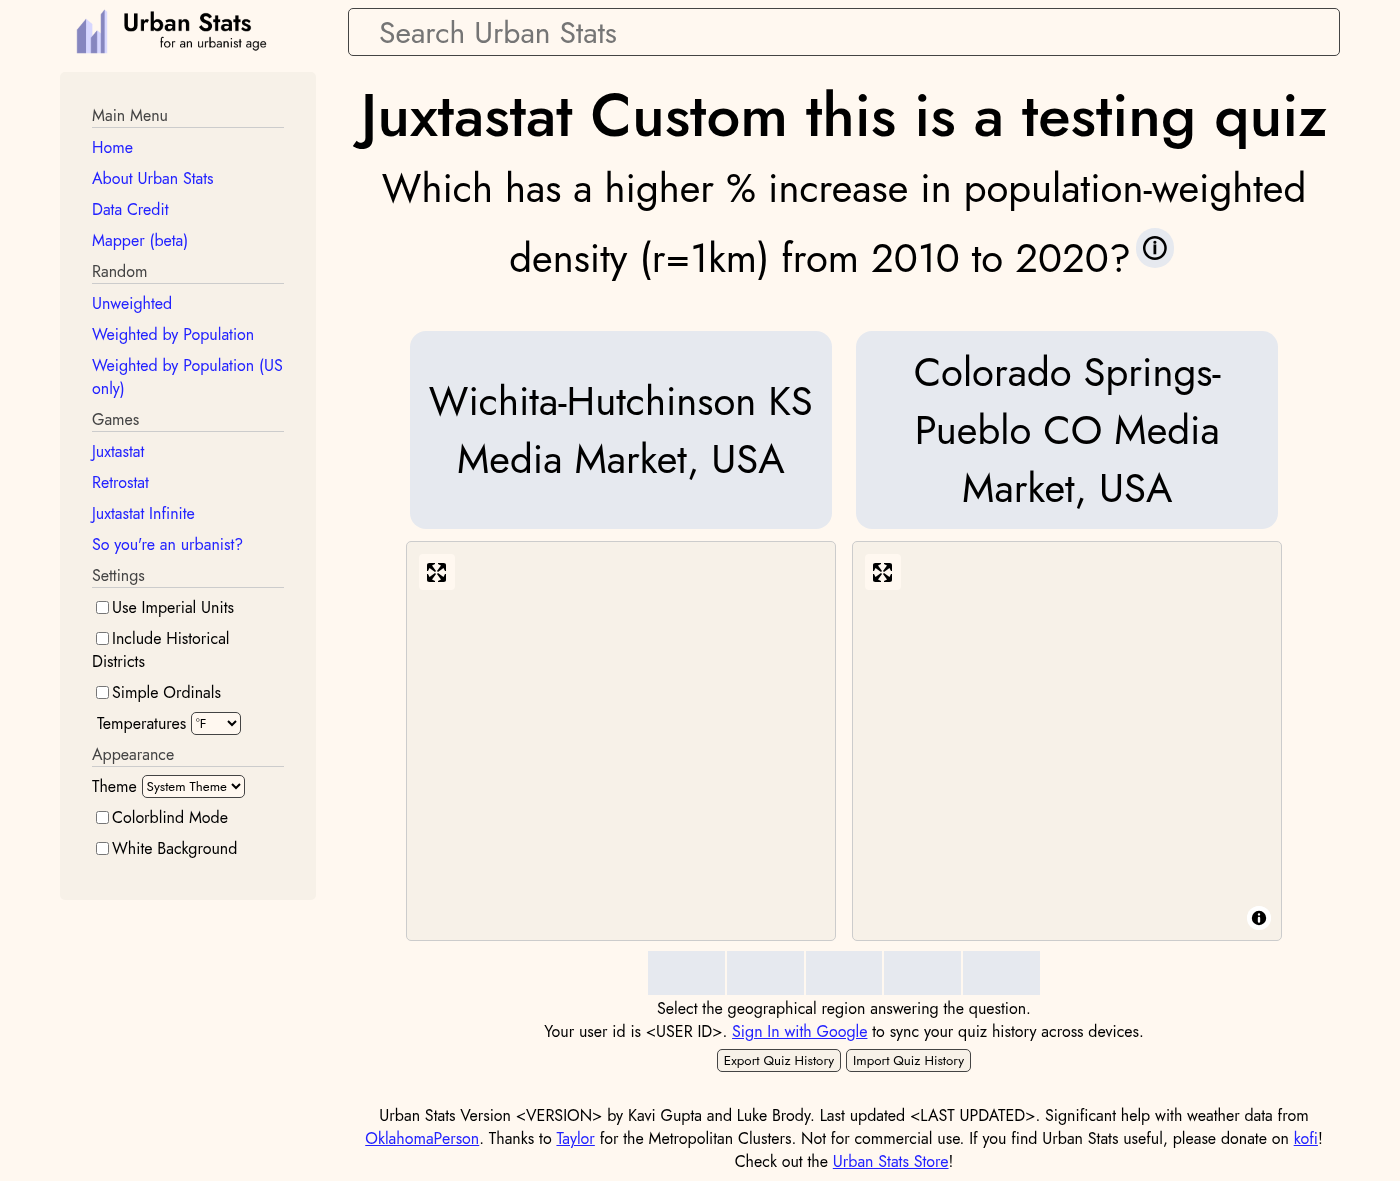 Urban Stats
for an urbanist age
Search Urban Stats
Main Menu
Home
About Urban Stats
Data Credit
Mapper (beta)
Random
Unweighted
Weighted by Population
Weighted by Population (US
only)
Games
Juxtastat
Retrostat
Juxtastat Infinite
So you're an urbanist?
Settings
Use Imperial Units
Include Historical
Districts
Simple Ordinals
Temperatures °F
Appearance
Theme System Theme
Colorblind Mode
White Background
Juxtastat Custom this is a testing quiz
Which has a higher % increase in population-weighted
density (r=1km) from 2010 to 2020?
Wichita-Hutchinson KS
Media Market, USA
Colorado Springs-
Pueblo CO Media
Market, USA
Select the geographical region answering the question.
Your user id is <USER ID>. Sign In with Google to sync your quiz history across devices.
Export Quiz History Import Quiz History
Urban Stats Version <VERSION> by Kavi Gupta and Luke Brody. Last updated <LAST UPDATED>. Significant help with weather data from
OklahomaPerson. Thanks to Taylor for the Metropolitan Clusters. Not for commercial use. If you find Urban Stats useful, please donate on kofi!
Check out the Urban Stats Store!